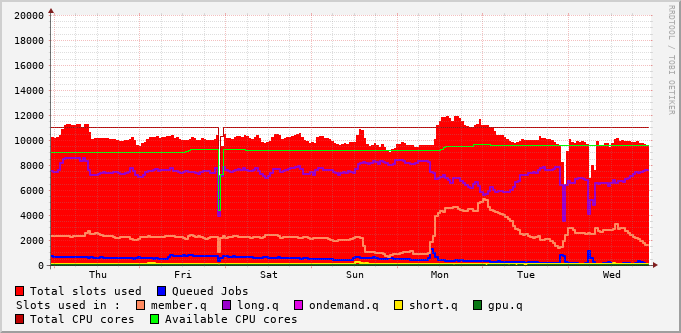 20000
18000
16000
14000
12000
10000
8000
6000
4000
2000
0
Thu Fri Sat Sun Mon Tue Wed
RRDTOOL / TOBI OETIKER
Total slots used Queued Jobs
Slots used in : member.q long.q ondemand.q short.q gpu.q
Total CPU cores Available CPU cores